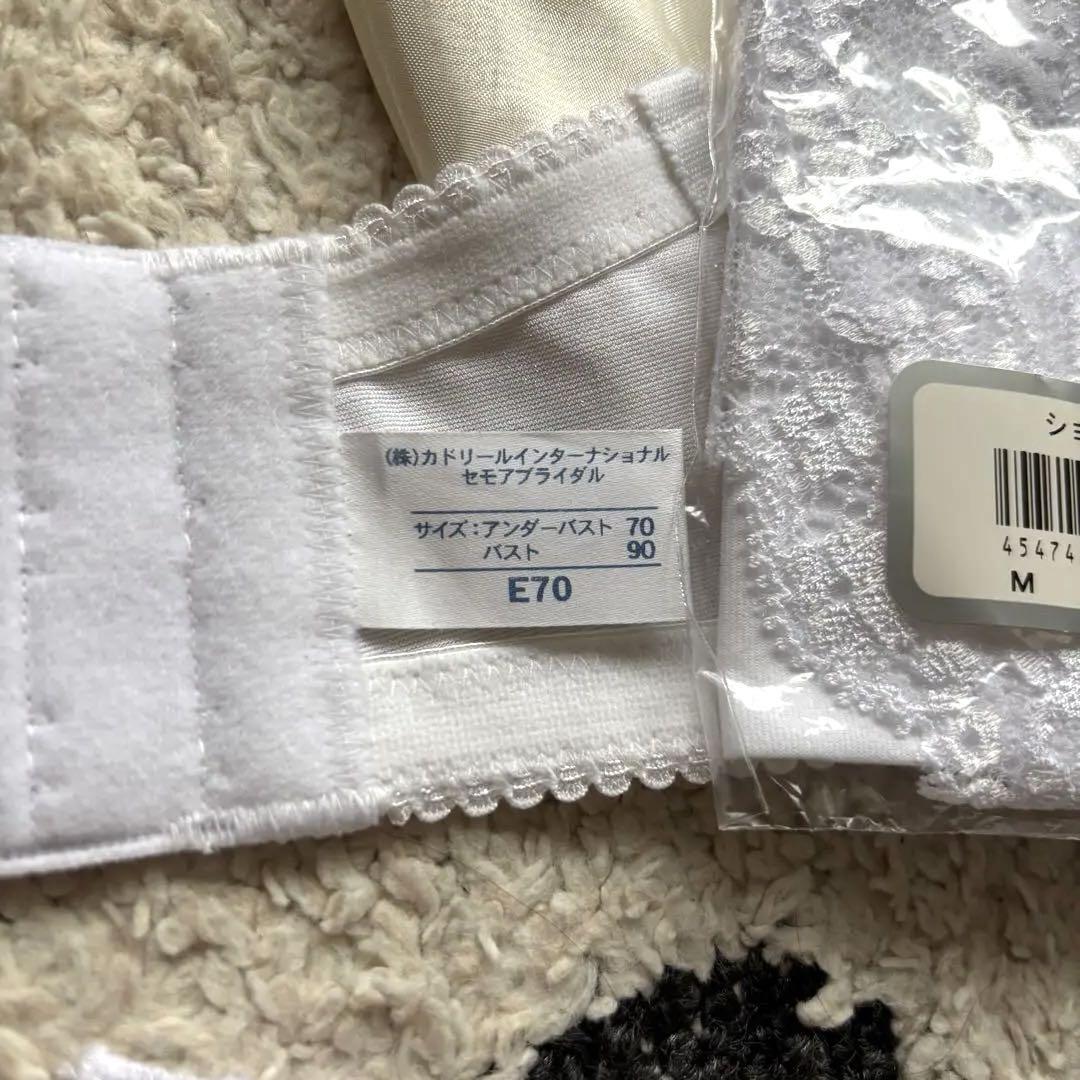 (株)カドリールインターナショナル
セモアブライダル
サイズ:アンダーバスト 70
バスト 90
E70
ショ
45474
M